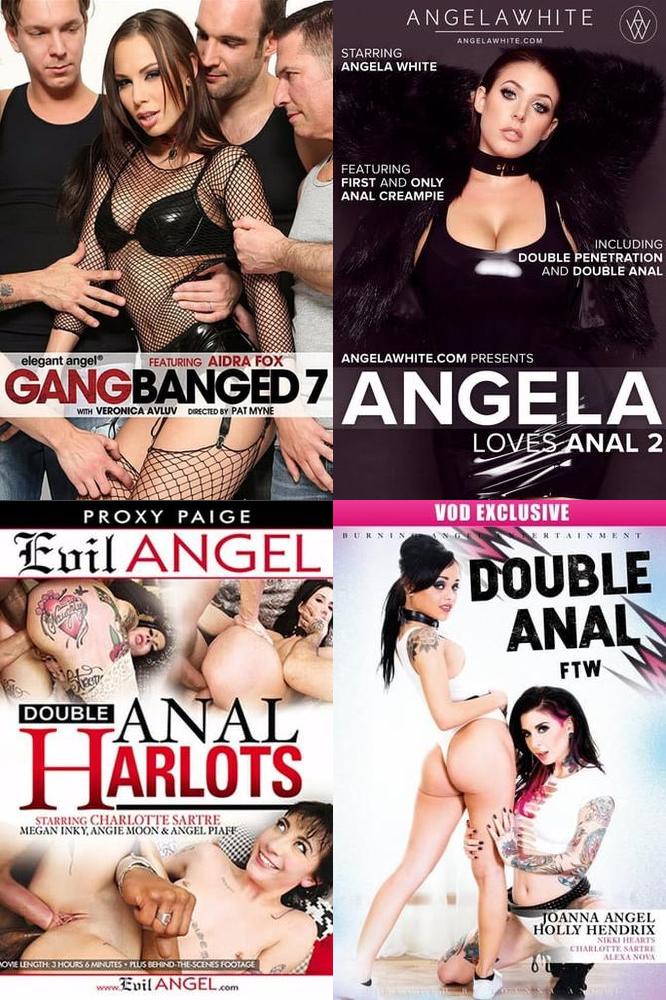 elegant angel®
FEATURING AIDRA FOX
GANGBANGED 7
WITH VERONICA AVLUV DIRECTED BY PAT MYNE
ANGELAWHITE
ANGELAWHITE.COM
AW
STARRING
ANGELA WHITE
FEATURING
FIRST AND ONLY
ANAL CREAMPIE
INCLUDING
DOUBLE PENETRATION
AND DOUBLE ANAL
ANGELAWHITE.COM PRESENTS
ANGELA
LOVES ANAL 2
PROXY PAIGE
Evil ANGEL
DOUBLE
ANAL
HARLOTS
STARRING CHARLOTTE SARTRE
MEGAN INKY, ANGIE MOON & ANGEL PIAFF
MOVIE LENGTH: 3 HOURS 6 MINUTES • PLUS BEHIND-THE-SCENES FOOTAGE
www.Evil ANGEL.com
VOD EXCLUSIVE
BURNING ANGEL ENTERTAINMENT
DOUBLE
ANAL
FTW
JOANNA ANGEL
HOLLY HENDRIX
NIKKI HEARTS
CHARLOTTE SARTRE
ALEXA NOVA